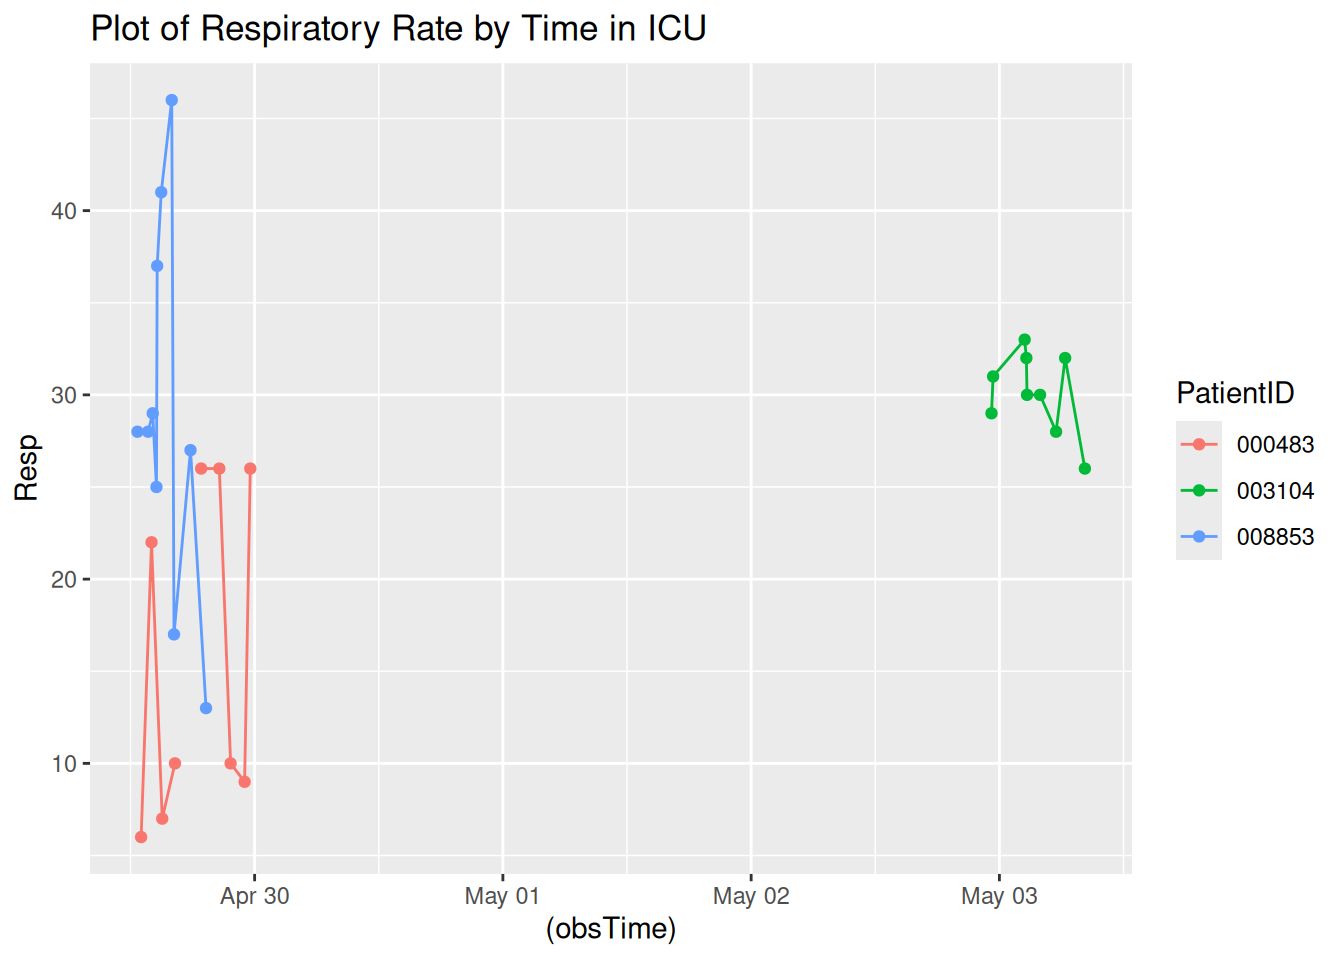 Plot of Respiratory Rate by Time in ICU
Resp
40
30
20
10
Apr 30 May 01 May 02 May 03
(obsTime)
PatientID
000483
003104
008853